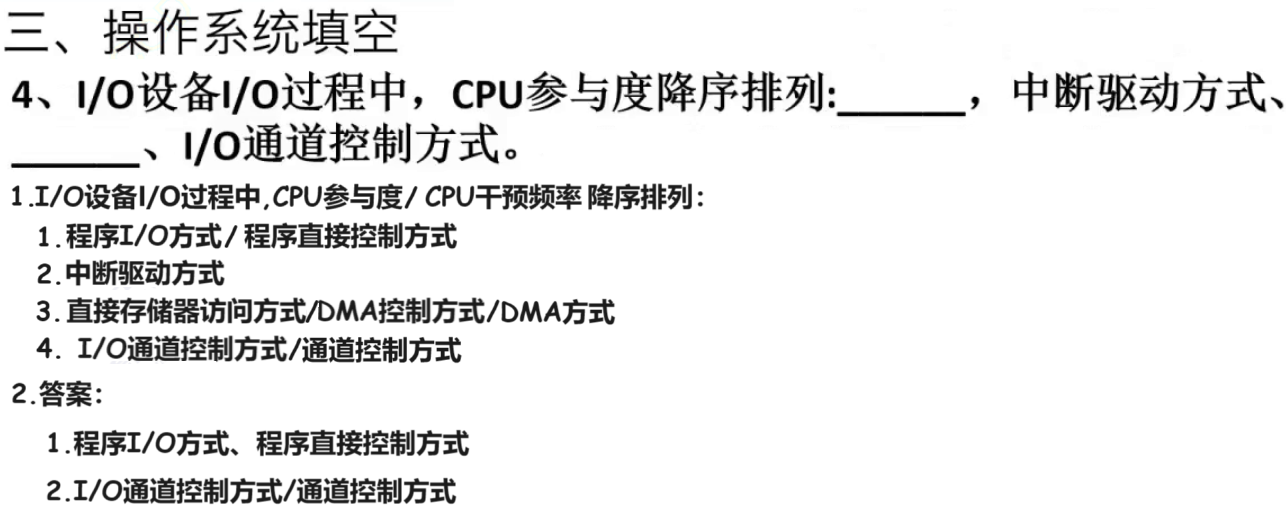 三、操作系统填空
4、I/O设备I/O过程中，CPU参与度降序排列:______，中断驱动方式、
______、I/O通道控制方式。
1.I/O设备I/O过程中,CPU参与度/ CPU干预频率 降序排列：
1.程序I/O方式/ 程序直接控制方式
2.中断驱动方式
3.直接存储器访问方式/DMA控制方式/DMA方式
4. I/O通道控制方式/通道控制方式
2.答案：
1.程序I/O方式、程序直接控制方式
2.I/O通道控制方式/通道控制方式